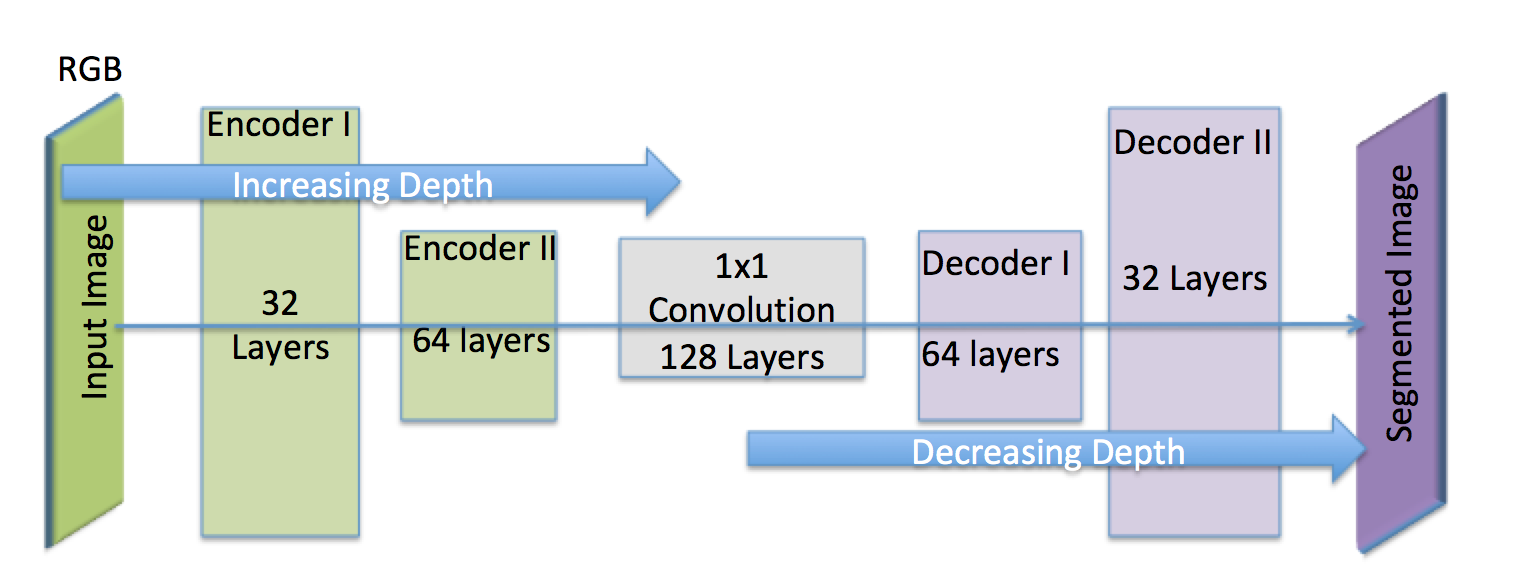 RGB
Input Image
Encoder I
Increasing Depth
32
Layers
Encoder II
64 layers
1x1
Convolution
128 Layers
Decoder I
64 layers
Decoder II
32 Layers
Decreasing Depth
Segmented Image